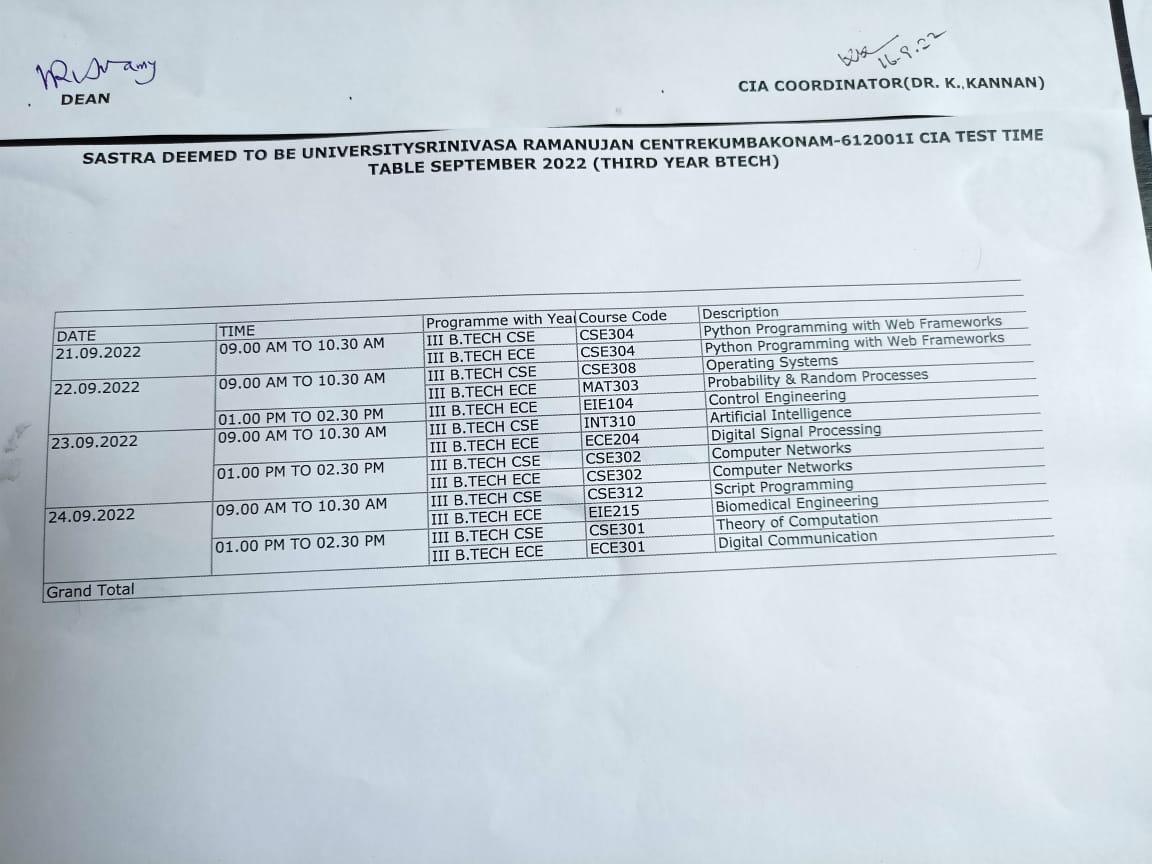 16.9.22
DEAN
CIA COORDINATOR(DR. K.,KANNAN)
SASTRA DEEMED TO BE UNIVERSITYSRINIVASA RAMANUJAN CENTREKUMBAKONAM-612001I CIA TEST TIME
TABLE SEPTEMBER 2022 (THIRD YEAR BTECH)
DATE TIME Programme with Year Course Code Description
21.09.2022 09.00 AM TO 10.30 AM III B.TECH CSE CSE304 Python Programming with Web Frameworks
III B.TECH ECE CSE304 Python Programming with Web Frameworks
22.09.2022 09.00 AM TO 10.30 AM III B.TECH CSE CSE308 Operating Systems
III B.TECH ECE MAT303 Probability & Random Processes
01.00 PM TO 02.30 PM III B.TECH ECE EIE104 Control Engineering
23.09.2022 09.00 AM TO 10.30 AM III B.TECH CSE INT310 Artificial Intelligence
III B.TECH ECE ECE204 Digital Signal Processing
01.00 PM TO 02.30 PM III B.TECH CSE CSE302 Computer Networks
III B.TECH ECE CSE302 Computer Networks
24.09.2022 09.00 AM TO 10.30 AM III B.TECH CSE CSE312 Script Programming
III B.TECH ECE EIE215 Biomedical Engineering
01.00 PM TO 02.30 PM III B.TECH CSE CSE301 Theory of Computation
III B.TECH ECE ECE301 Digital Communication
Grand Total